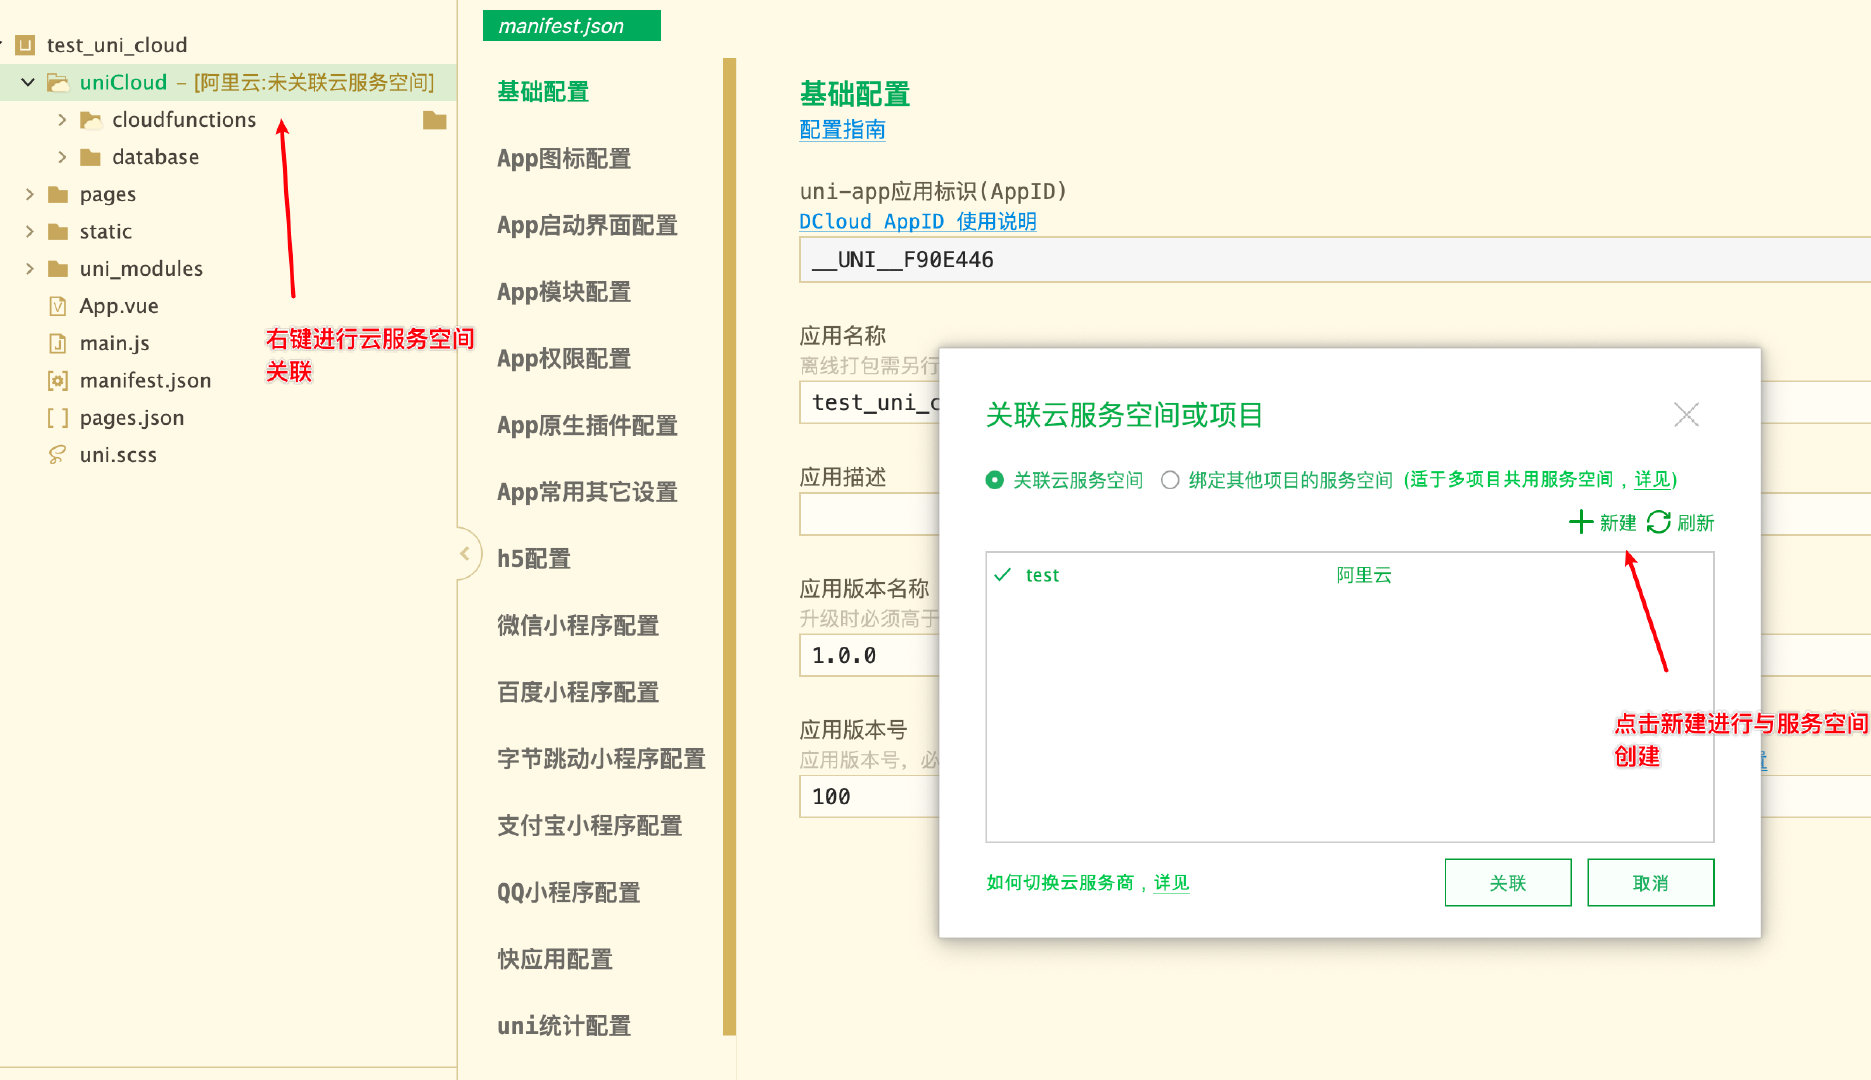 test_uni_cloud
uniCloud – [阿里云:未关联云服务空间]
cloudfunctions
database
pages
static
uni_modules
App.vue
main.js
manifest.json
pages.json
uni.scss
右键进行云服务空间
关联
manifest.json
基础配置
App图标配置
App启动界面配置
App模块配置
App权限配置
App原生插件配置
App常用其它设置
h5配置
微信小程序配置
百度小程序配置
字节跳动小程序配置
支付宝小程序配置
QQ小程序配置
快应用配置
uni统计配置
基础配置
配置指南
uni-app应用标识(AppID)
DCloud AppID 使用说明
__UNI__F90E446
应用名称
离线打包需另行
test_uni_c
应用描述
应用版本名称
升级时必须高于
1.0.0
应用版本号
应用版本号，必
100
关联云服务空间或项目
关联云服务空间 绑定其他项目的服务空间 (适于多项目共用服务空间，详见)
新建 刷新
test 阿里云
点击新建进行与服务空间
创建
如何切换云服务商，详见
关联 取消